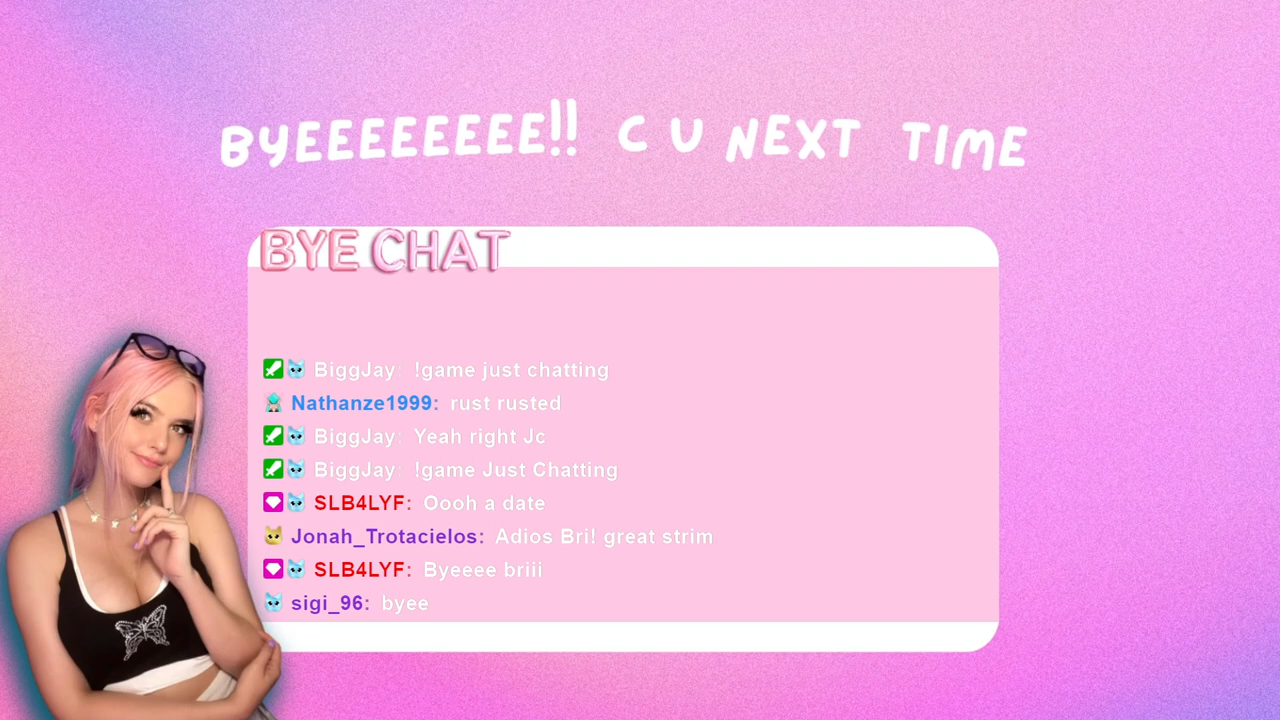 BYEEEEEEEE!! C U NEXT TIME
BYE CHAT
BiggJay: !game just chatting
Nathanze1999: rust rusted
BiggJay: Yeah right Jc
BiggJay: !game Just Chatting
SLB4LYF: Oooh a date
Jonah_Trotacielos: Adios Bri! great strim
SLB4LYF: Byeeee briii
sigi_96: byee